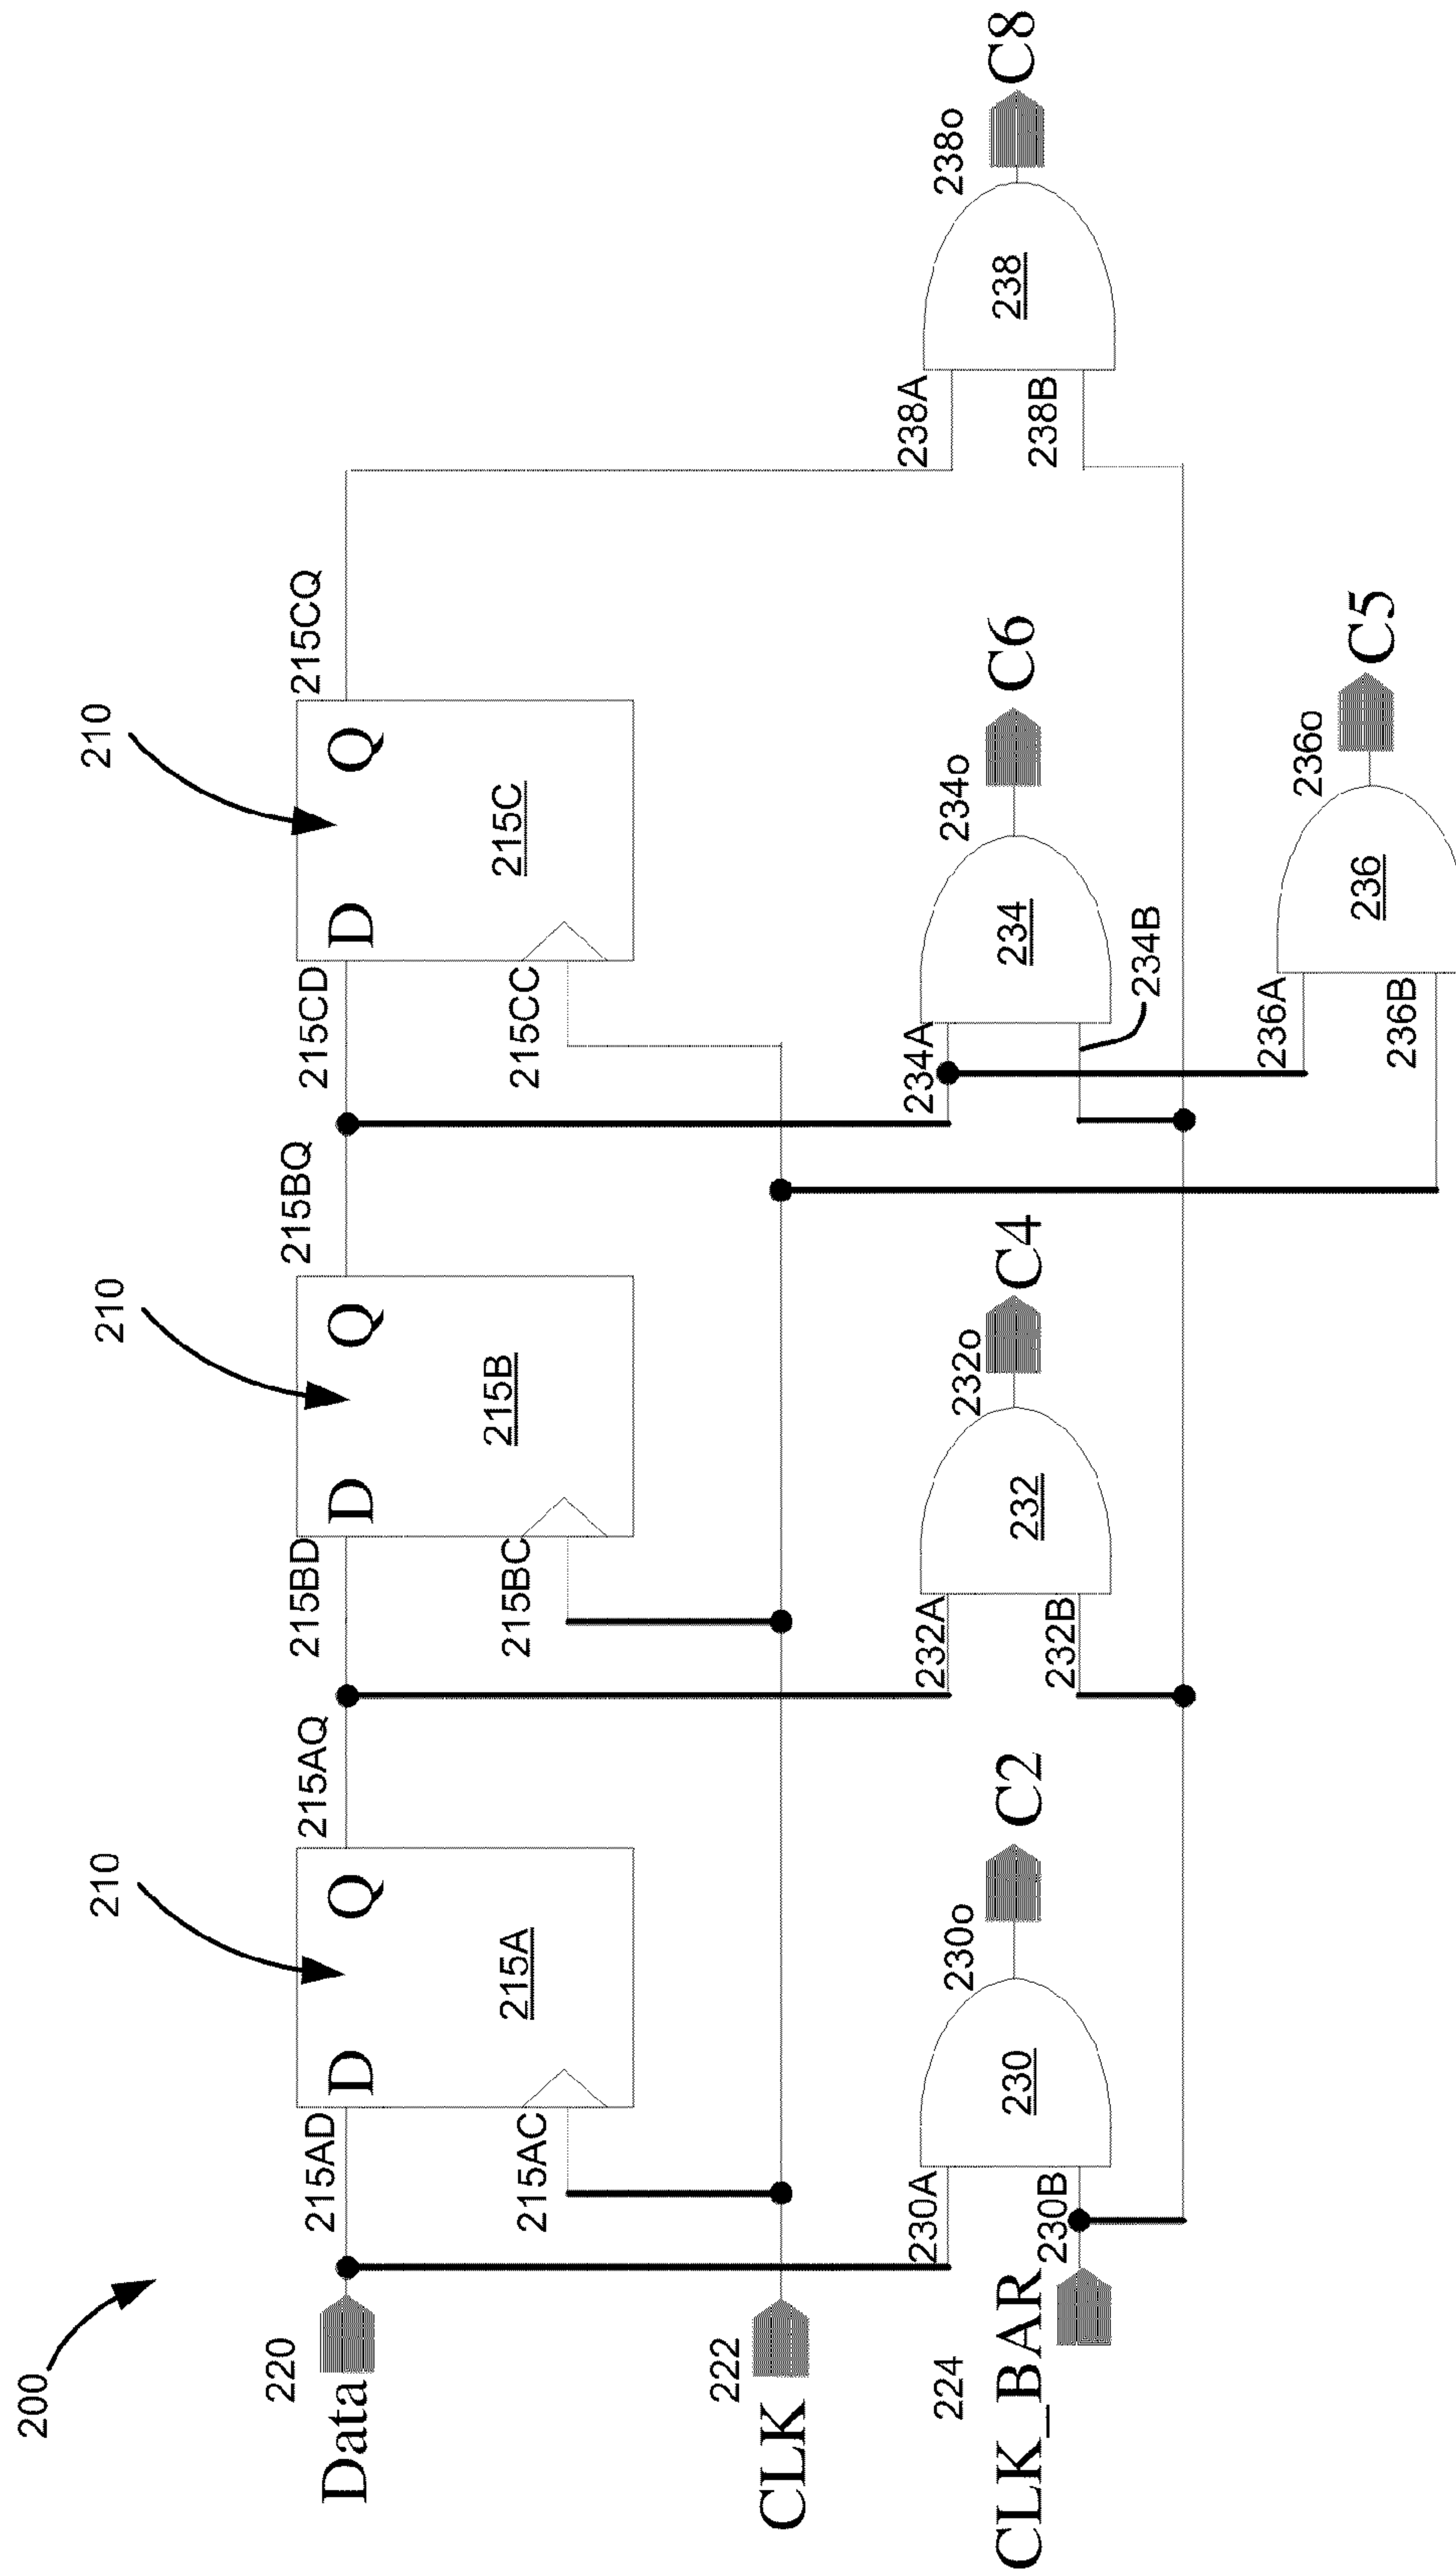 200
210
210
210
220
Data
215AD
D
Q
215A
215AQ
215BD
D
Q
215B
215BQ
215CD
D
Q
215C
215CQ
215AC
215BC
215CC
222
CLK
224
CLK_BAR
230A
230B
230
230o
C2
232A
232B
232
232o
C4
234A
234B
234
234o
C6
238A
238B
238
238o
C8
236A
236B
236
236o
C5